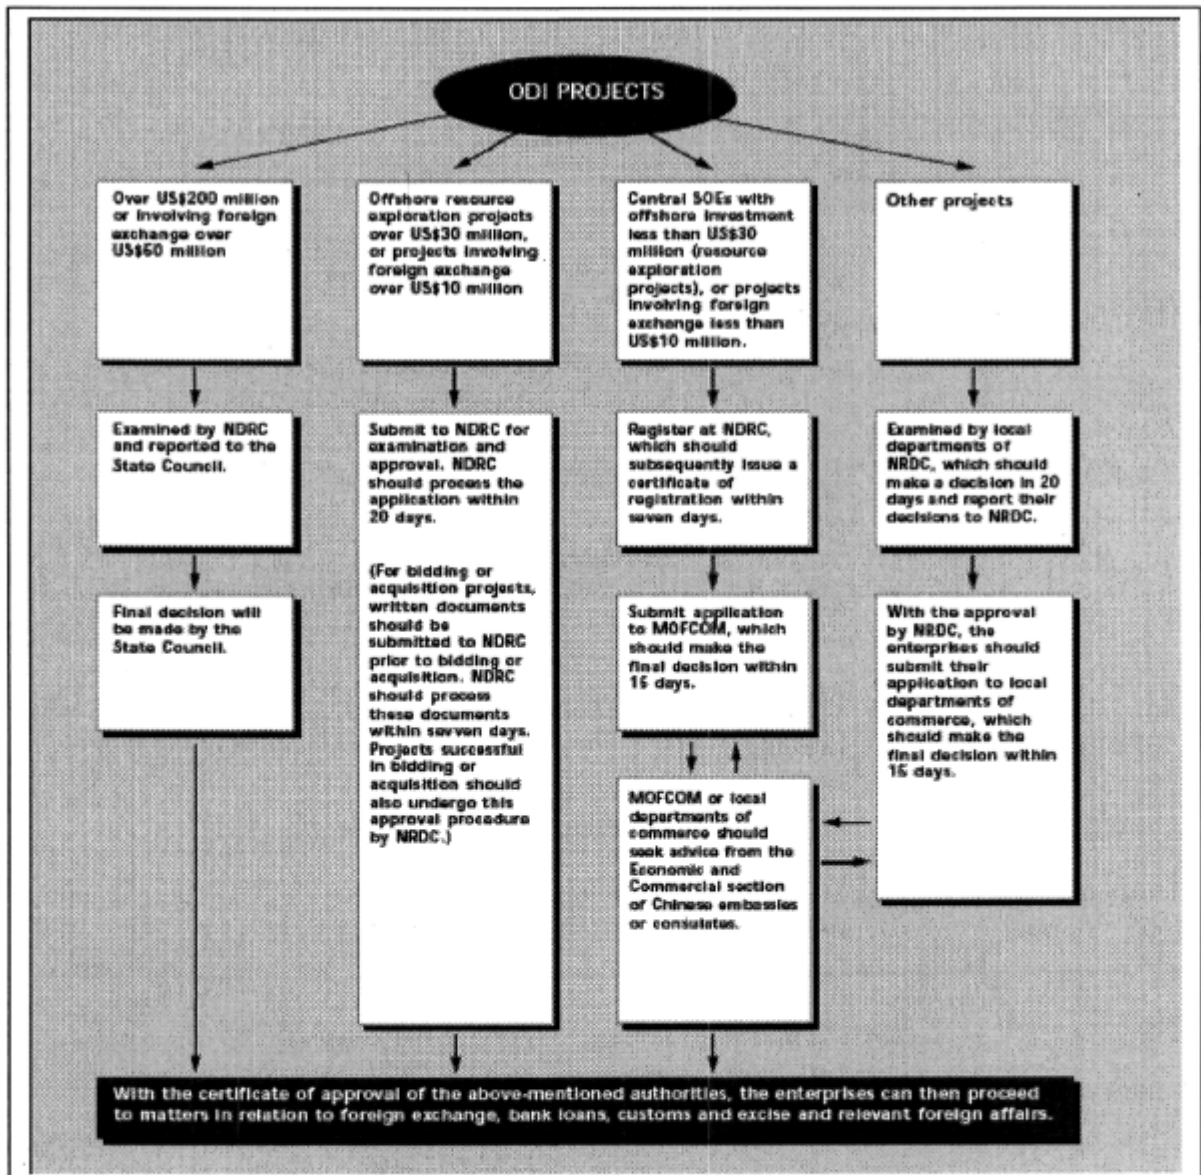 ODI PROJECTS
Over US$200 million
or involving foreign
exchange over
US$50 million
Offshore resource
exploration projects
over US$30 million,
or projects involving
foreign exchange
over US$10 million
Central SOEs with
offshore investment
less than US$30
million (resource
exploration
projects), or projects
involving foreign
exchange less than
US$10 million.
Other projects
Examined by NDRC
and reported to the
State Council.
Submit to NDRC for
examination and
approval. NDRC
should process the
application within
20 days.
(For bidding or
acquisition projects,
written documents
should be
submitted to NDRC
prior to bidding or
acquisition. NDRC
should process
these documents
within sevven days.
Projects successful
in bidding or
acquisition should
also undergo this
approval procedure
by NRDC.)
Register at NDRC,
which should
subsequently issue a
certificate of
registration within
seven days.
Examined by local
departments of
NRDC, which should
make a decision in 20
days and report their
decisions to NRDC.
Final decision will
be made by the
State Council.
Submit application
to MOFCOM, which
should make the
final decision within
15 days.
With the approval
by NRDC, the
enterprises should
submit their
application to local
departments of
commerce, which
should make the
final decision within
15 days.
MOFCOM or local
departments of
commerce should
seek advice from the
Economic and
Commercial section
of Chinese embassies
or consulates.
With the certificate of approval of the above-mentioned authorities, the enterprises can then proceed
to matters in relation to foreign exchange, bank loans, customs and excise and relevant foreign affairs.